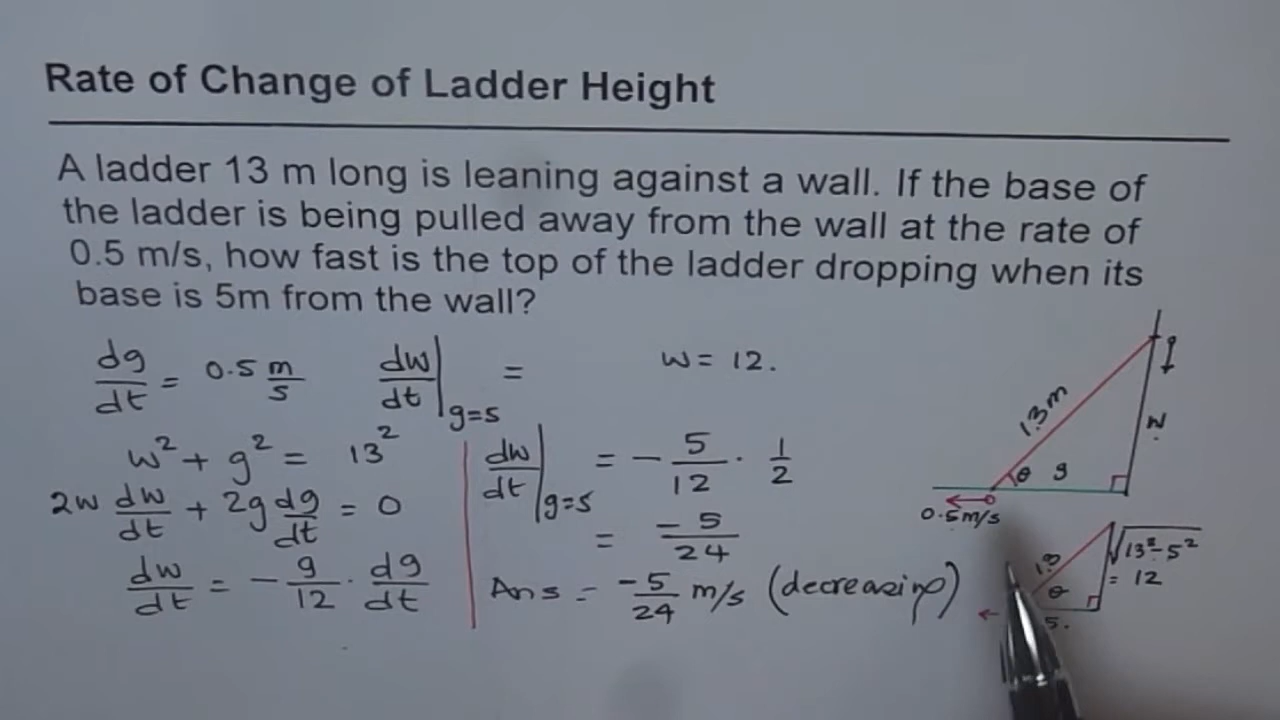 Rate of Change of Ladder Height
A ladder 13 m long is leaning against a wall. If the base of
the ladder is being pulled away from the wall at the rate of
0.5 m/s, how fast is the top of the ladder dropping when its
base is 5m from the wall?
dg/dt = 0.5 m/s
dw/dt |g=5 =
w = 12.
w² + g² = 13²
2w dw/dt + 2g dg/dt = 0
dw/dt = - g/12 · dg/dt
dw/dt |g=5 = - 5/12 · 1/2
= -5/24
Ans = -5/24 m/s (decreasing)
13m
w
θ g
0.5m/s
13
θ
5.
√13²-5²
= 12